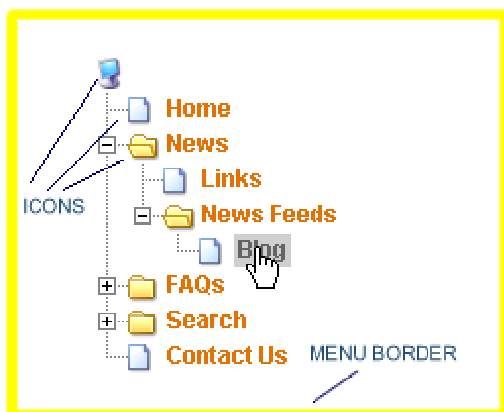 Home
News
Links
ICONS
News Feeds
Blog
FAQs
Search
Contact Us
MENU BORDER